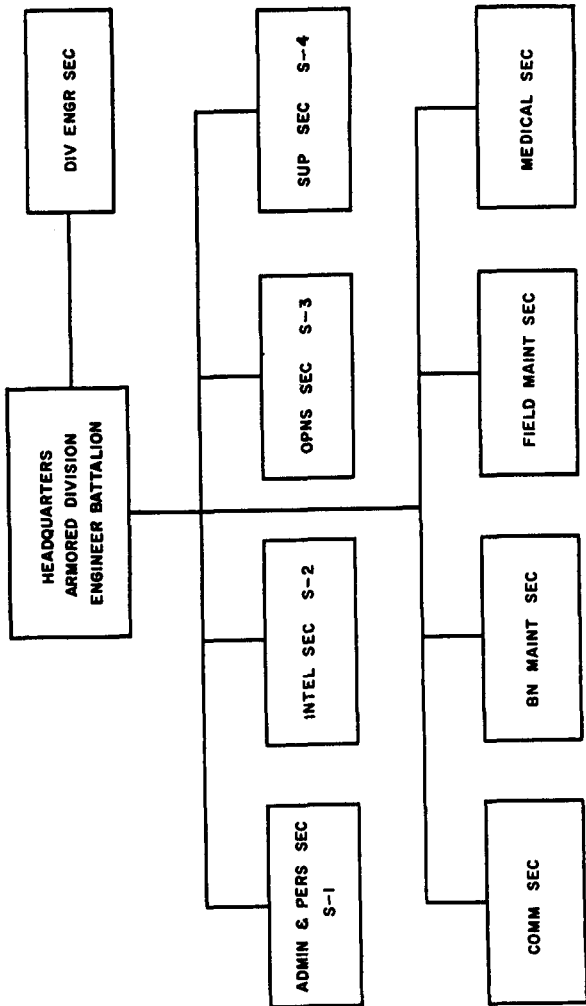 HEADQUARTERS
ARMORED DIVISION
ENGINEER BATTALION
DIV ENGR SEC
ADMIN & PERS SEC
S-1
INTEL SEC S-2
OPNS SEC S-3
SUP SEC S-4
COMM SEC
BN MAINT SEC
FIELD MAINT SEC
MEDICAL SEC